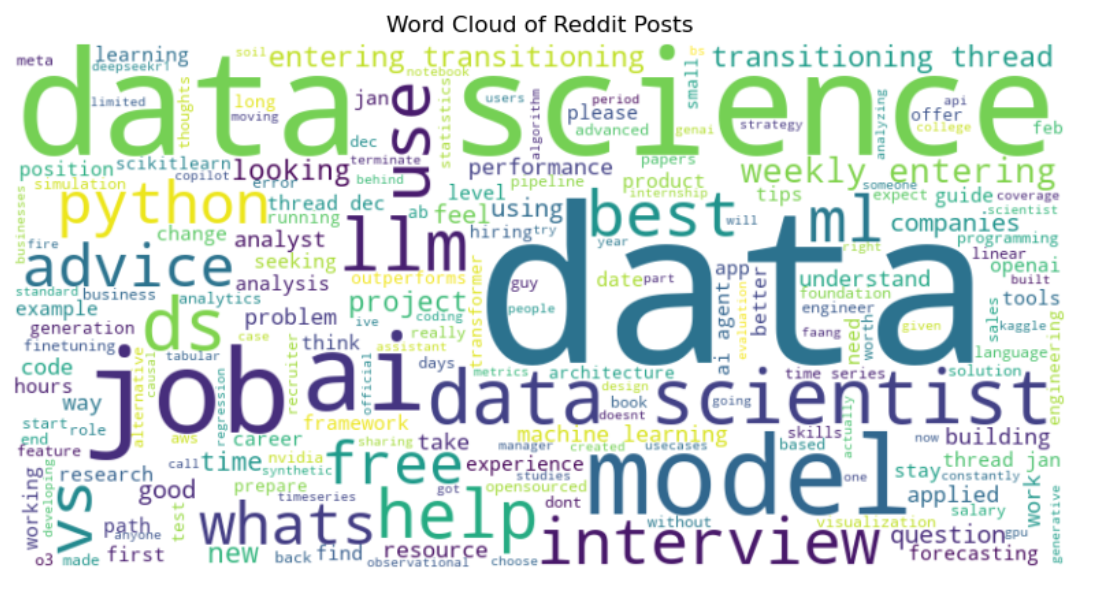 Word Cloud of Reddit Posts
meta
learning
deepseekr1
soil
entering transitioning
notebook
small
bs
transitioning thread
data science
limited
thoughts
long
moving
jan
dec
use
statistics
users
algorithm
period
please
advanced
genai
strategy
analyzing
offer
api
college
feb
position
scikitlearn
copilot
looking
terminate
performance
papers
weekly entering
simulation
error
behind
level
pipeline
product
internship
tips
someone
expect
guide
coverage
businesses
python
thread dec
running
ab
feel
using
best
will
ml
companies
scientist
programming
fire
change
analyst
llm
hiring
try
year
right
linear
advice
seeking
outperforms
data
date
part
app
understand
openai
standard
business
analytics
analysis
transformer
guy
ai agent
better
foundation
built
example
ds
project
people
evaluation
engineer
need
worth
tools
generation
problem
coding
ive
really
faang
given
sales
kaggle
finetuning
case
think
assistant
language
engineering
code
alternative
causal
tabular
recruiter
official
days
metrics
architecture
time series
solution
hours
job
ai
data scientist
design
way
regression
book
doesnt
going
actually
start
role
end
framework
machine learning
skills
feature
aws
career
sharing
take
manager
created
usecases
based
now
building
call
time
nvidia
free
experience
studies
model
one
stay
thread jan
constantly
working
developing
research
synthetic
opensourced
vs
good
prepare
timeseries
help
got
dont
applied
salary
work
path
anyone
test
whats
interview
without
visualization
question
gpu
generative
o3
made
first
new
back
find
resource
observational
choose
forecasting